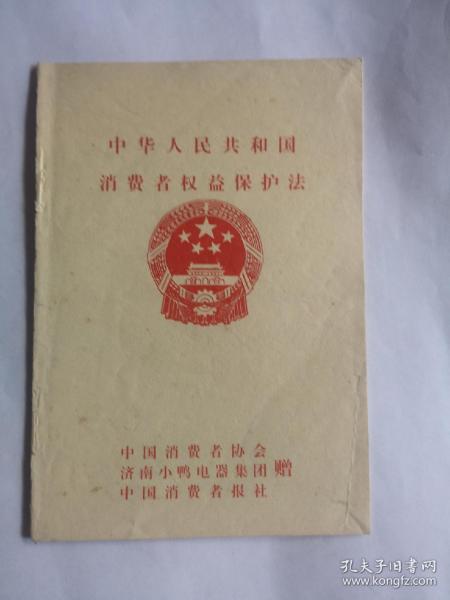 中华人民共和国
消费者权益保护法
中国消费者协会
济南小鸭电器集团 赠
中国消费者报社
孔夫子旧书网
www.kongfz.com